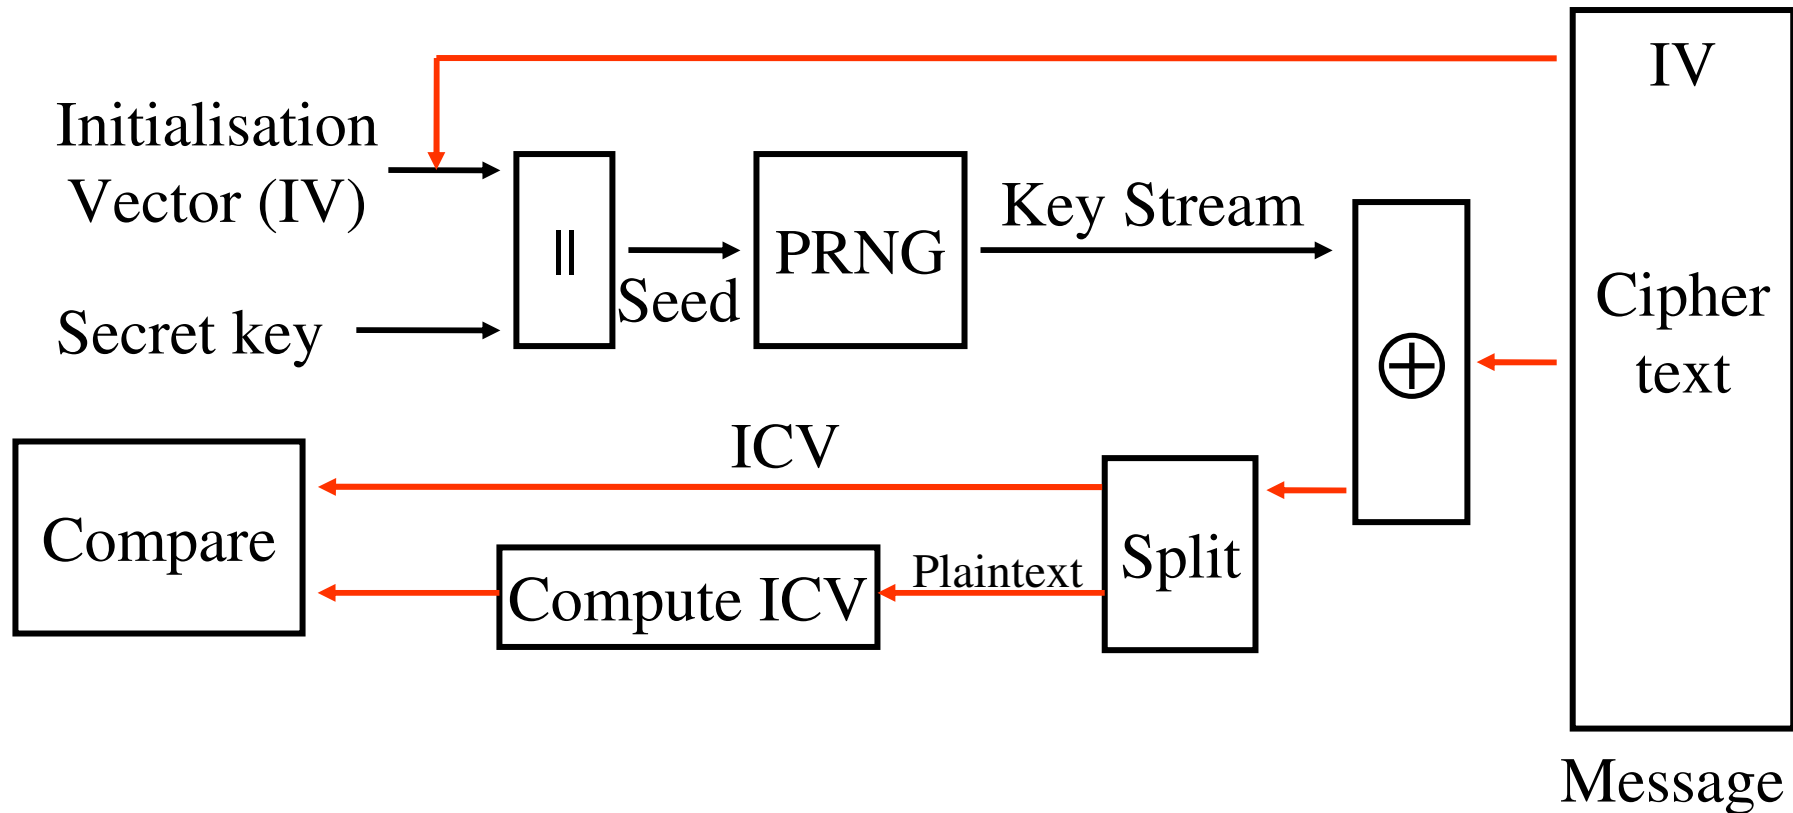 IV
Initialisation
Vector (IV)
||
Seed
PRNG
Key Stream
Secret key
Cipher
text
⊕
ICV
Compare
Compute ICV
Plaintext
Split
Message